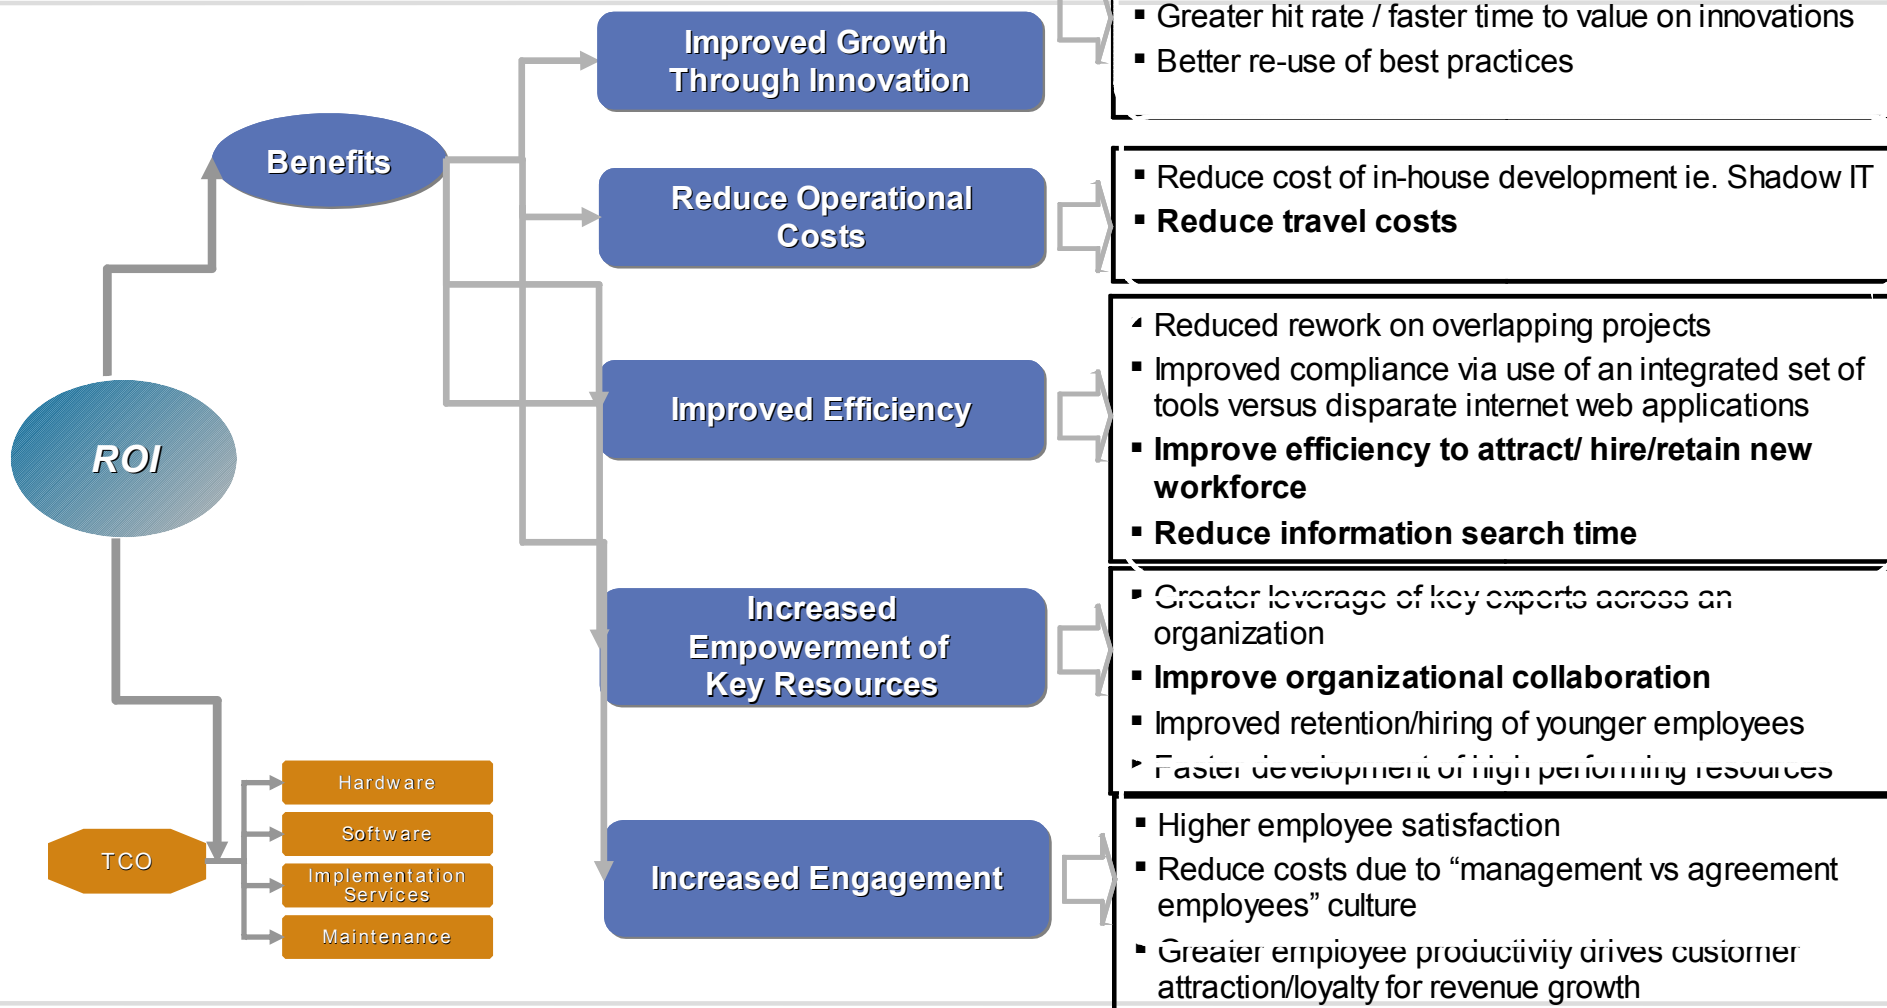 Improved Growth
Through Innovation
▪ Greater hit rate / faster time to value on innovations
▪ Better re-use of best practices
Benefits
Reduce Operational
Costs
▪ Reduce cost of in-house development ie. Shadow IT
▪ Reduce travel costs
Improved Efficiency
▪ Reduced rework on overlapping projects
▪ Improved compliance via use of an integrated set of
tools versus disparate internet web applications
▪ Improve efficiency to attract/ hire/retain new
workforce
▪ Reduce information search time
ROI
Increased
Empowerment of
Key Resources
▪ Greater leverage of key experts across an
organization
▪ Improve organizational collaboration
▪ Improved retention/hiring of younger employees
▪ Faster development of high performing resources
TCO
Hardware
Software
Implementation
Services
Maintenance
Increased Engagement
▪ Higher employee satisfaction
▪ Reduce costs due to “management vs agreement
employees” culture
▪ Greater employee productivity drives customer
attraction/loyalty for revenue growth